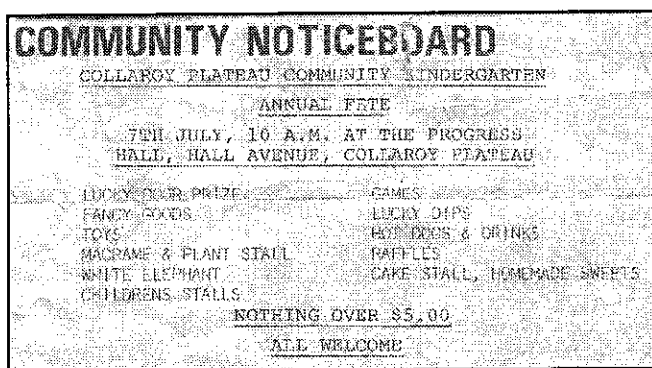 COMMUNITY NOTICEBOARD
COLLAROY PLATEAU COMMUNITY KINDERGARTEN
ANNUAL FETE
7TH JULY, 10 A.M. AT THE PROGRESS
HALL, HALL AVENUE, COLLAROY PLATEAU
LUCKY DOOR PRIZE
FANCY GOODS
TOYS
MACRAME & PLANT STALL
WHITE ELEPHANT
CHILDRENS STALLS
GAMES
LUCKY DIPS
HOT DOGS & DRINKS
RAFFLES
CAKE STALL, HOMEMADE SWEETS
NOTHING OVER $5.00
ALL WELCOME